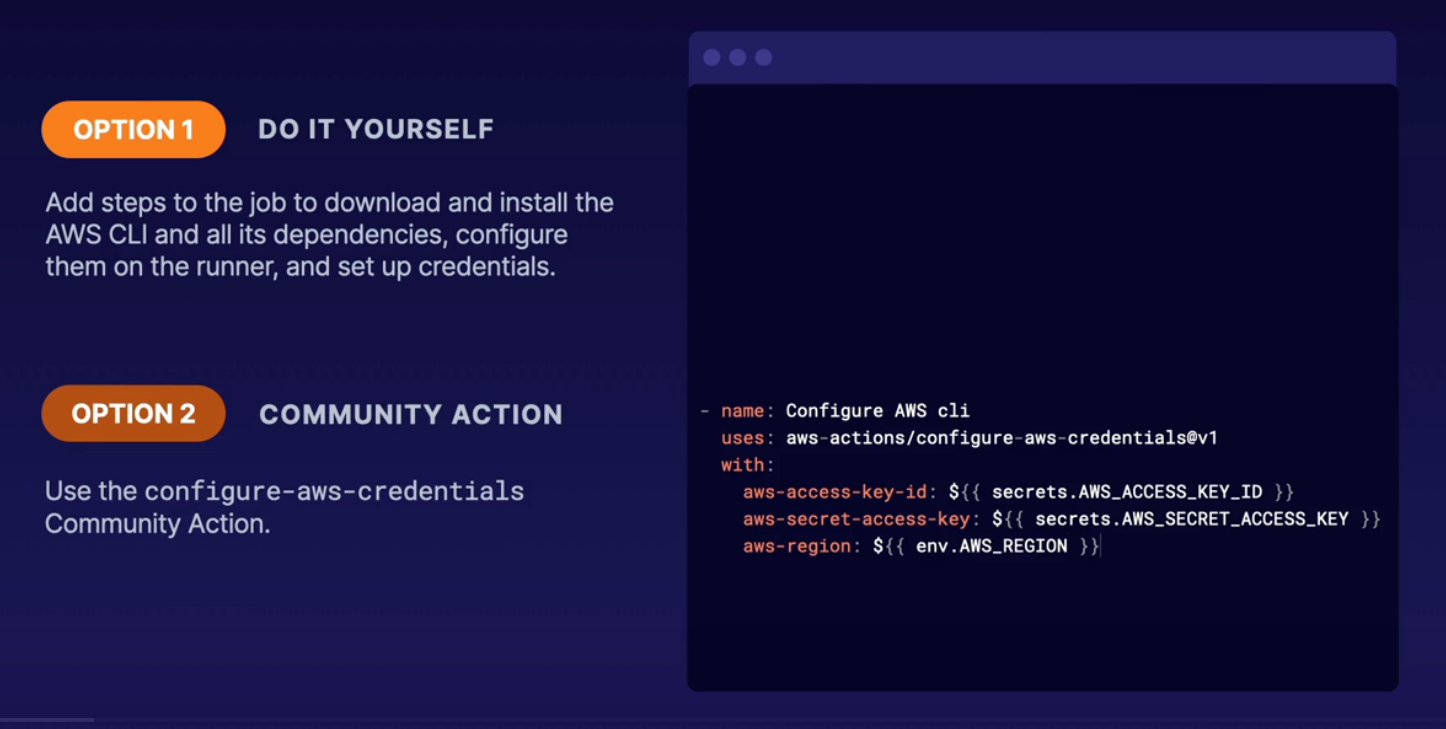 OPTION 1 DO IT YOURSELF
Add steps to the job to download and install the
AWS CLI and all its dependencies, configure
them on the runner, and set up credentials.
OPTION 2 COMMUNITY ACTION
Use the configure-aws-credentials
Community Action.
- name: Configure AWS cli
uses: aws-actions/configure-aws-credentials@v1
with:
aws-access-key-id: ${{ secrets.AWS_ACCESS_KEY_ID }}
aws-secret-access-key: ${{ secrets.AWS_SECRET_ACCESS_KEY }}
aws-region: ${{ env.AWS_REGION }}